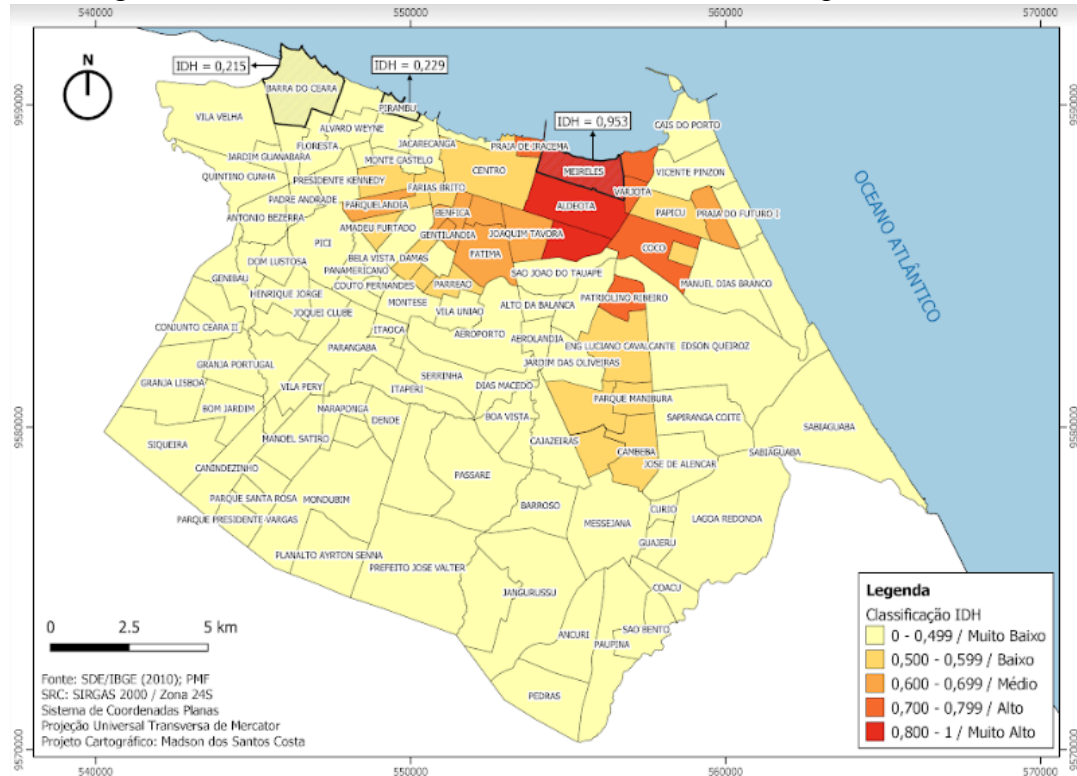 540000
550000
560000
570000
N
IDH = 0,215
IDH = 0,229
IDH = 0,953
9590000
9590000
BARRA DO CEARA
PIRAMBU
VILA VELHA
ALVARO WEYNE
CAIS DO PORTO
FLORESTA
JACARECANGA
PRAIA DE IRACEMA
JARDIM GUANABARA
MONTE CASTELO
CENTRO
MEIRELES
VICENTE PINZON
QUINTINO CUNHA
PRESIDENTE KENNEDY
FARIAS BRITO
VARJOTA
PADRE ANDRADE
PARQUELANDIA
BENFICA
ALDEOTA
PAPICU
PRAIA DO FUTURO I
ANTONIO BEZERRA
AMADEU FURTADO
GENTILANDIA
JOAQUIM TAVORA
PICI
FATIMA
COCO
OCEANO ATLÂNTICO
DOM LUSTOSA
BELA VISTA
DAMAS
PANAMERICANO
SAO JOAO DO TAUAPE
GENIBAU
COUTO FERNANDES
PARREAO
MANUEL DIAS BRANCO
HENRIQUE JORGE
MONTESE
PATRIOLINO RIBEIRO
JOQUEI CLUBE
VILA UNIAO
ALTO DA BALANCA
CONJUNTO CEARA II
ITAOCA
AEROPORTO
AEROLANDIA
PARANGABA
ENG LUCIANO CAVALCANTE
EDSON QUEIROZ
GRANJA PORTUGAL
JARDIM DAS OLIVEIRAS
GRANJA LISBOA
VILA PERY
SERRINHA
DIAS MACEDO
ITAPERI
PARQUE MANIBURA
BOM JARDIM
MARAPONGA
DENDE
BOA VISTA
SAPIRANGA COITE
SABIAGUABA
9580000
9580000
SIQUEIRA
MANOEL SATIRO
CAJAZEIRAS
CAMBEBA
SABIAGUABA
CANINDEZINHO
PASSARE
JOSE DE ALENCAR
PARQUE SANTA ROSA
MONDUBIM
BARROSO
CURIO
PARQUE PRESIDENTE VARGAS
MESSEJANA
LAGOA REDONDA
GUAJERU
PLANALTO AYRTON SENNA
PREFEITO JOSE VALTER
JANGURUSSU
COACU
ANCURI
SAO BENTO
PAUPINA
PEDRAS
0 2.5 5 km
Fonte: SDE/IBGE (2010); PMF
SRC: SIRGAS 2000 / Zona 24S
Sistema de Coordenadas Planas
Projeção Universal Transversa de Mercator
Projeto Cartográfico: Madson dos Santos Costa
Legenda
Classificação IDH
0 - 0,499 / Muito Baixo
0,500 - 0,599 / Baixo
0,600 - 0,699 / Médio
0,700 - 0,799 / Alto
0,800 - 1 / Muito Alto
9570000
9570000
540000
550000
560000
570000